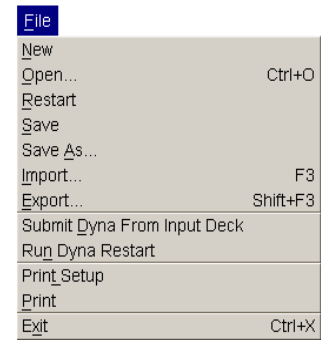 File
New
Open... Ctrl+O
Restart
Save
Save As...
Import... F3
Export... Shift+F3
Submit Dyna From Input Deck
Run Dyna Restart
Print Setup
Print
Exit Ctrl+X